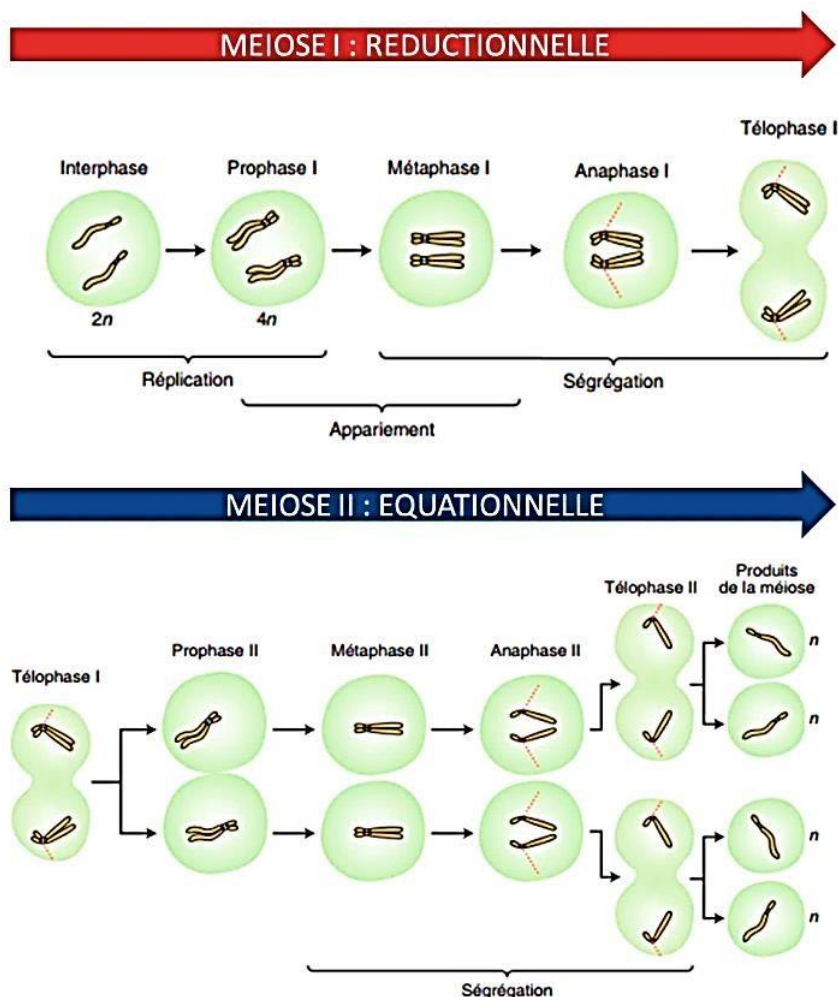 MEIOSE I : REDUCTIONNELLE
Interphase
Prophase I
Métaphase I
Anaphase I
Télophase I
2n
4n
Réplication
Ségrégation
Appariement
MEIOSE II : EQUATIONNELLE
Télophase I
Prophase II
Métaphase II
Anaphase II
Télophase II
Produits
de la méiose
n
n
n
n
Ségrégation